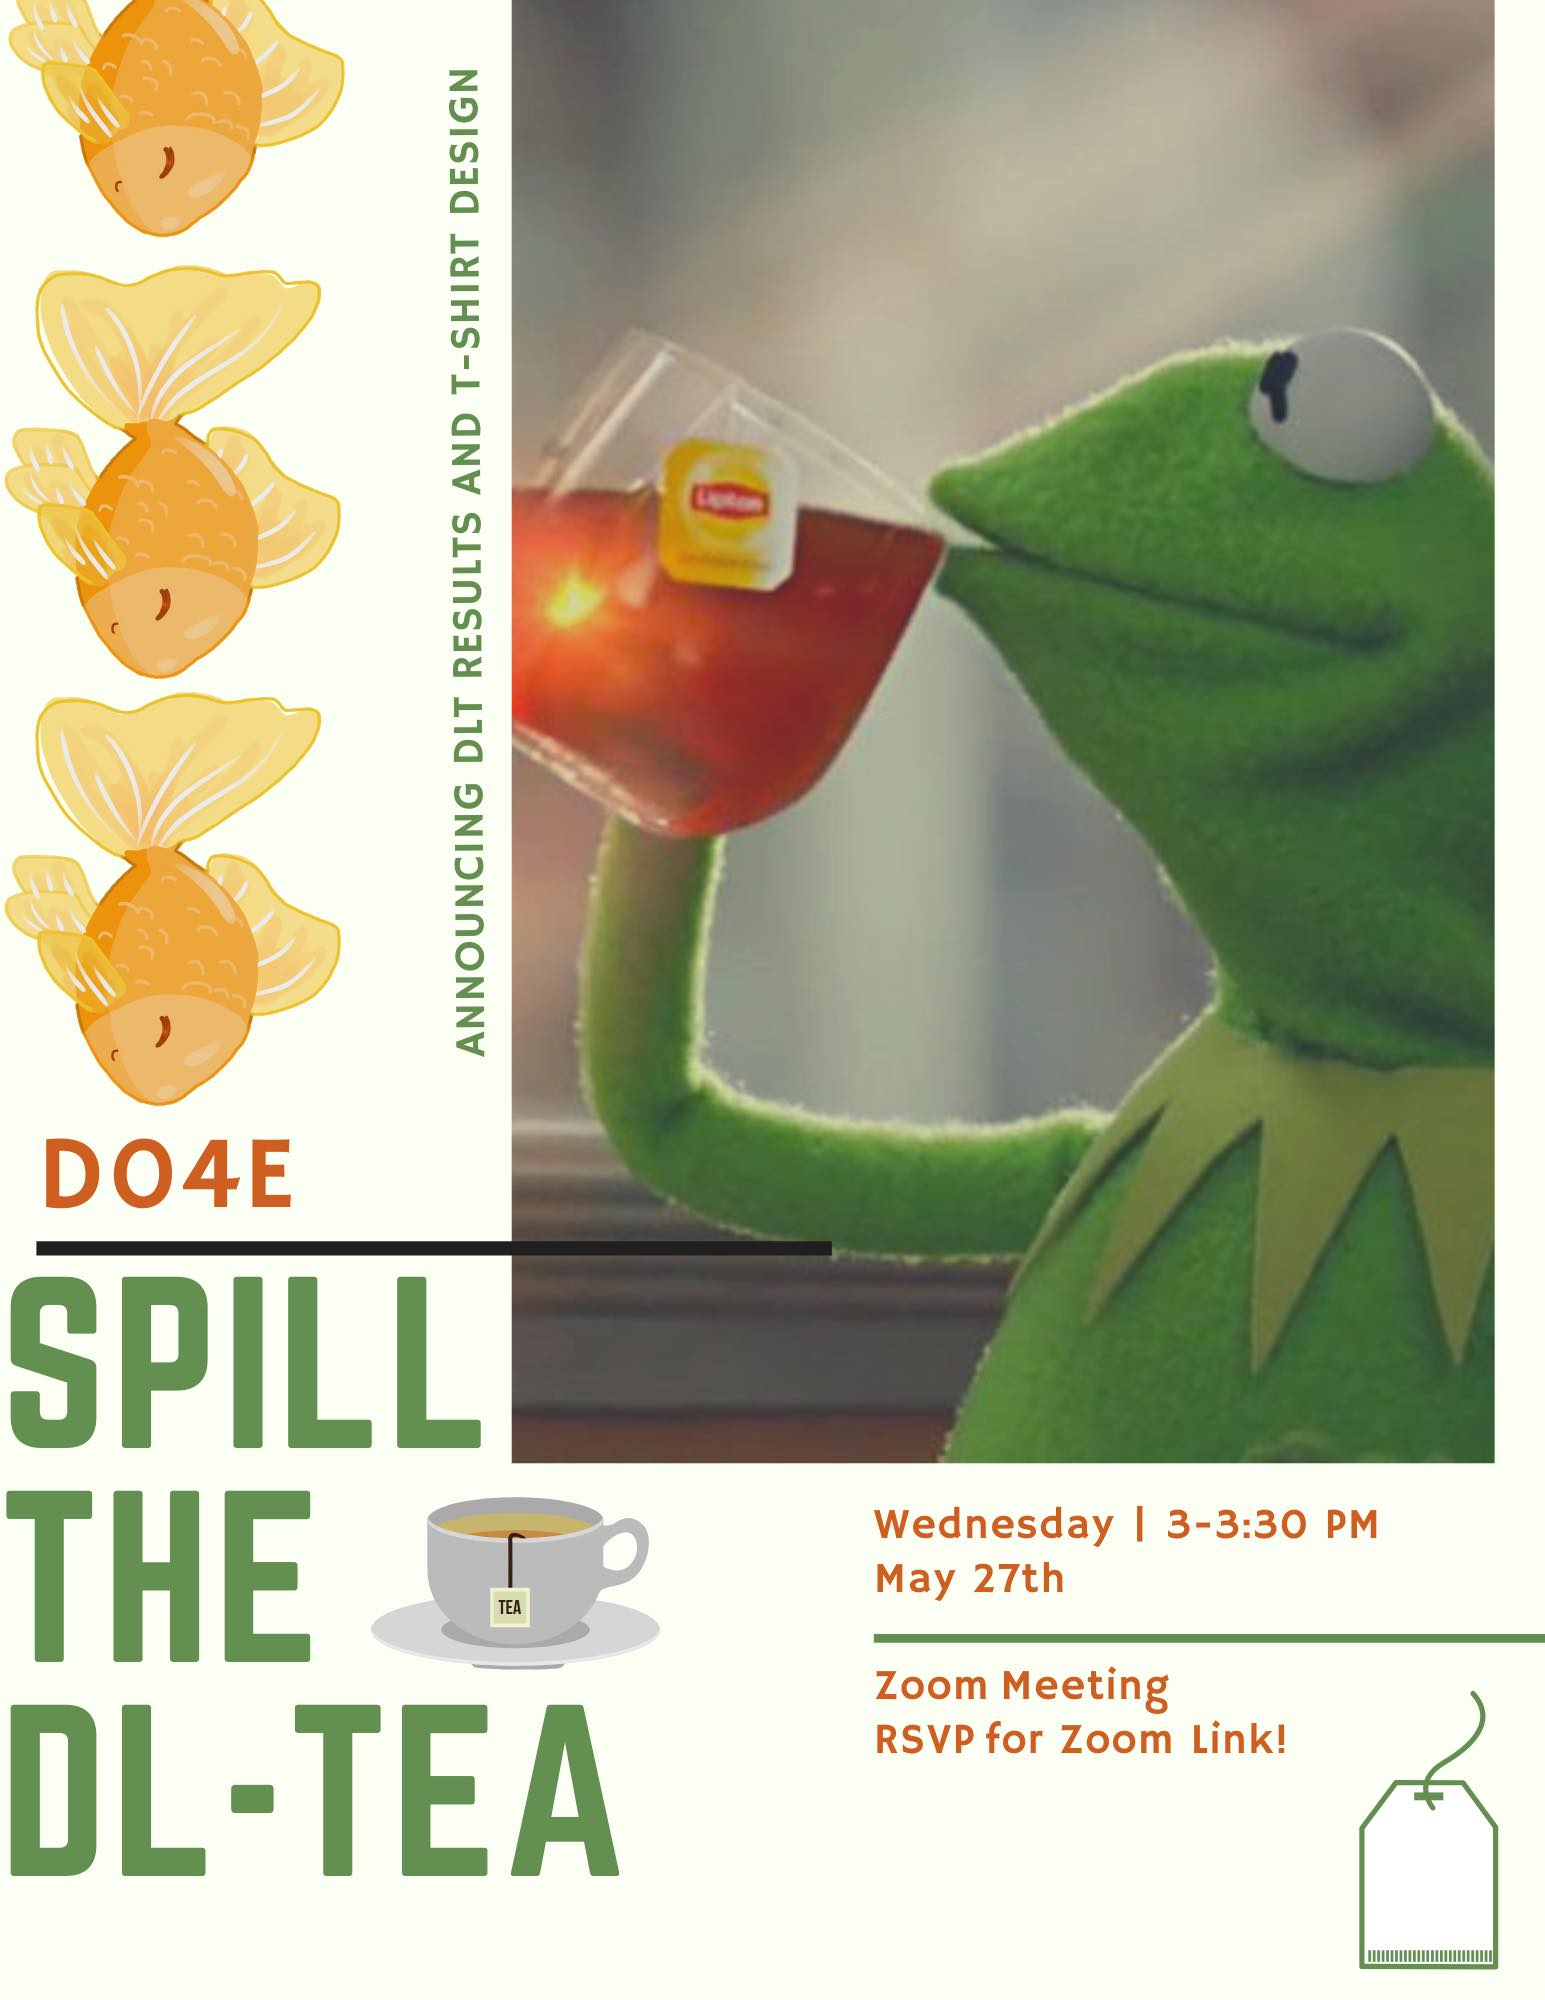 ANNOUNCING DLT RESULTS AND T-SHIRT DESIGN
Lipton
DO4E
SPILL
THE
TEA
DL-TEA
Wednesday | 3-3:30 PM
May 27th
Zoom Meeting
RSVP for Zoom Link!